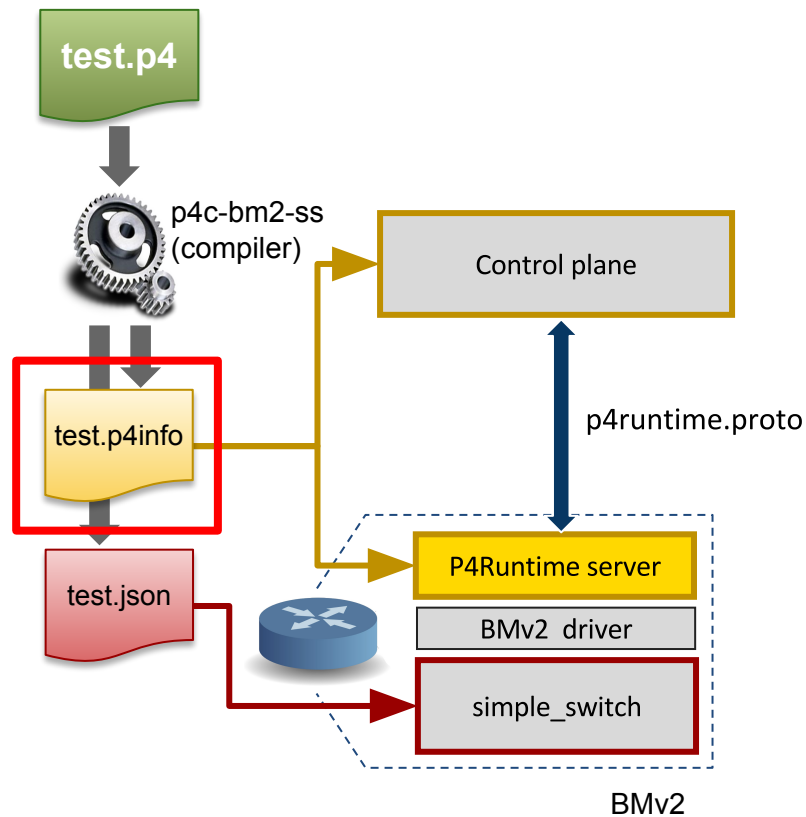 test.p4
p4c-bm2-ss
(compiler)
Control plane
test.p4info
p4runtime.proto
P4Runtime server
test.json
BMv2 driver
simple_switch
BMv2